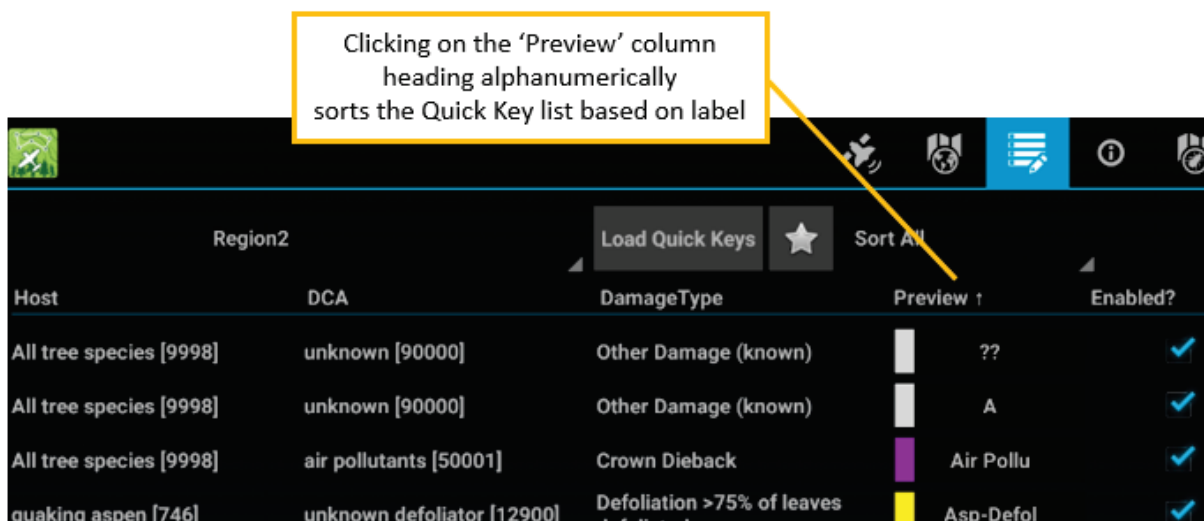 Clicking on the ‘Preview’ column
heading alphanumerically
sorts the Quick Key list based on label
Region2 Load Quick Keys Sort All
Host DCA DamageType Preview ↑ Enabled?
All tree species [9998] unknown [90000] Other Damage (known) ??
All tree species [9998] unknown [90000] Other Damage (known) A
All tree species [9998] air pollutants [50001] Crown Dieback Air Pollu
quaking aspen [746] unknown defoliator [12900] Defoliation >75% of leaves Asp-Defol